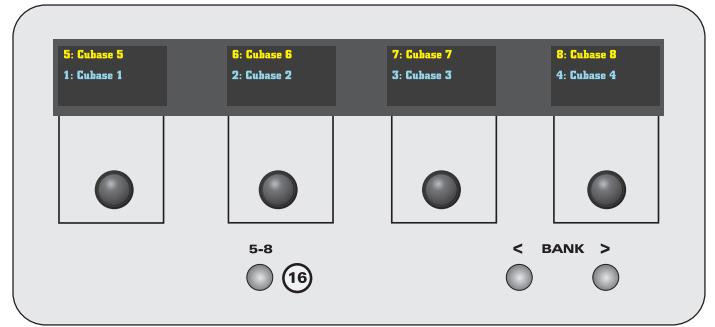 5: Cubase 5
1: Cubase 1
6: Cubase 6
2: Cubase 2
7: Cubase 7
3: Cubase 3
8: Cubase 8
4: Cubase 4
5-8
16
< BANK >